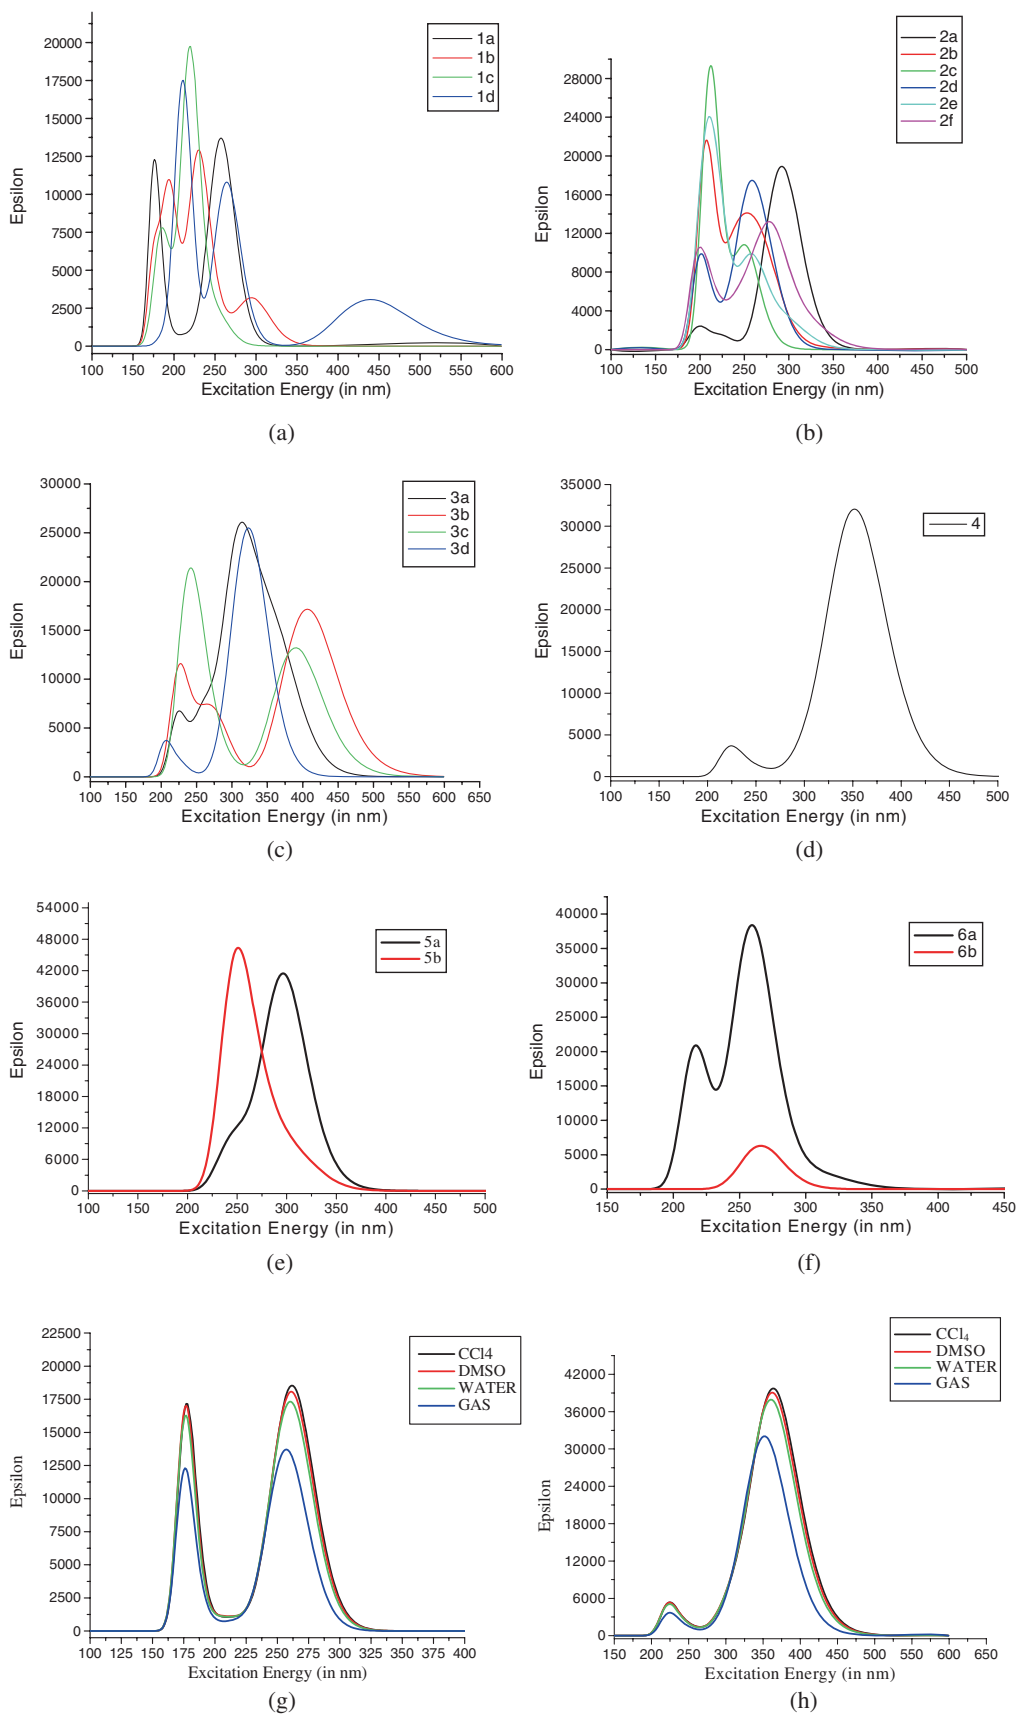 1a
1b
1c
1d
20000
17500
15000
12500
10000
7500
5000
2500
0
Epsilon
100 150 200 250 300 350 400 450 500 550 600
Excitation Energy (in nm)
(a)
2a
2b
2c
2d
2e
2f
28000
24000
20000
16000
12000
8000
4000
0
Epsilon
100 150 200 250 300 350 400 450 500
Excitation Energy (in nm)
(b)
3a
3b
3c
3d
30000
25000
20000
15000
10000
5000
0
Epsilon
100 150 200 250 300 350 400 450 500 550 600 650
Excitation Energy (in nm)
(c)
4
35000
30000
25000
20000
15000
10000
5000
0
Epsilon
100 150 200 250 300 350 400 450 500
Excitation Energy (in nm)
(d)
5a
5b
54000
48000
42000
36000
30000
24000
18000
12000
6000
0
Epsilon
100 150 200 250 300 350 400 450 500
Excitation Energy (in nm)
(e)
6a
6b
40000
35000
30000
25000
20000
15000
10000
5000
0
Epsilon
150 200 250 300 350 400 450
Excitation Energy (in nm)
(f)
CCl4
DMSO
WATER
GAS
22500
20000
17500
15000
12500
10000
7500
5000
2500
0
Epsilon
100 125 150 175 200 225 250 275 300 325 350 375 400
Excitation Energy (in nm)
(g)
CCl₄
DMSO
WATER
GAS
42000
36000
30000
24000
18000
12000
6000
0
Epsilon
150 200 250 300 350 400 450 500 550 600 650
Excitation Energy (in nm)
(h)